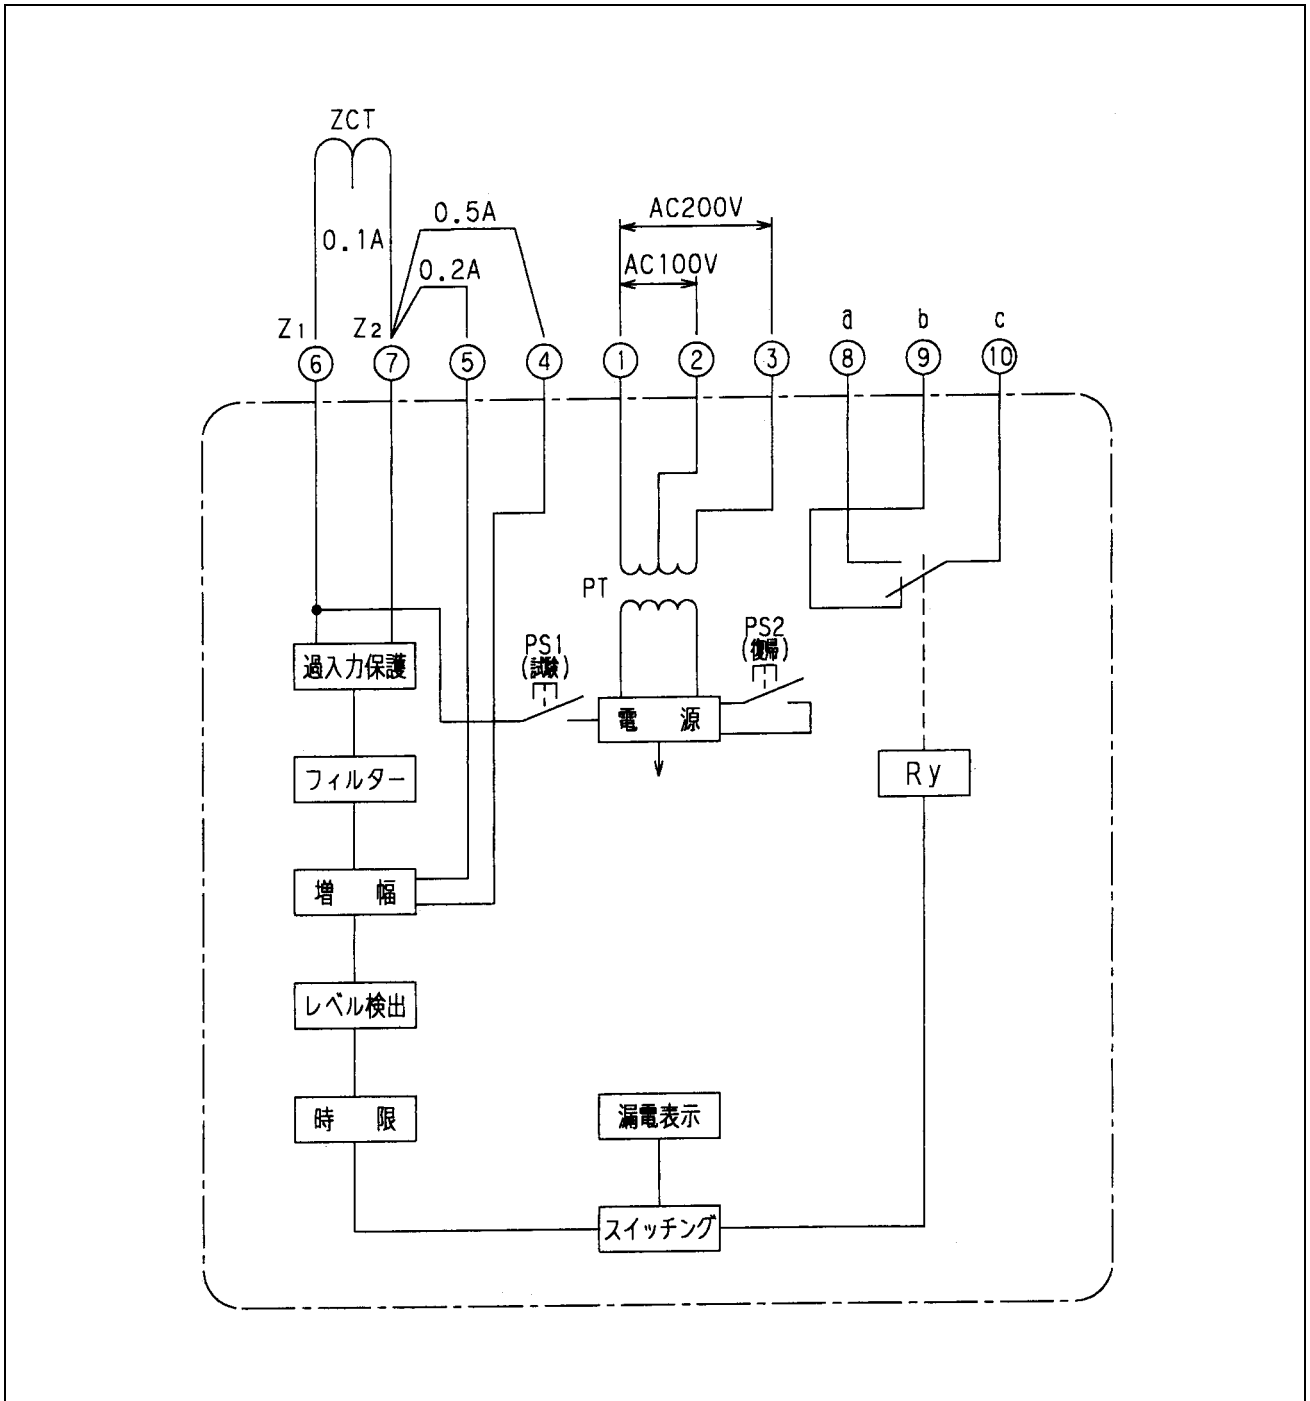 ZCT
0.5A
AC200V
0.1A
0.2A
AC100V
Z1
Z2
a
b
c
⑥
⑦
⑤
④
①
②
③
⑧
⑨
⑩
PT
PS1
(試験)
PS2
(復帰)
過入力保護
電 源
フィルター
Ry
増 幅
レベル検出
時 限
漏電表示
スイッチング